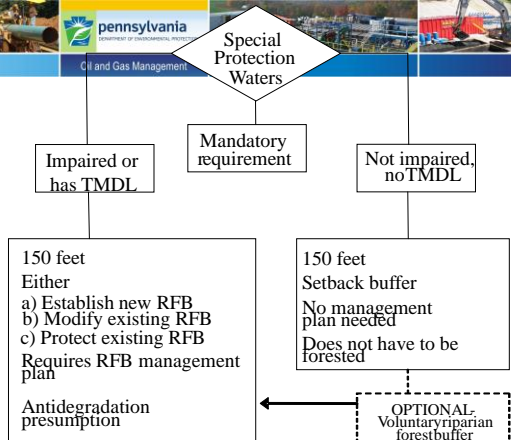 pennsylvania
DEPARTMENT OF ENVIRONMENTAL PROTECTION
Oil and Gas Management
Special
Protection
Waters
Mandatory
requirement
Impaired or
has TMDL
Not impaired,
noTMDL
150 feet
Either
a) Establish new RFB
b) Modify existing RFB
c) Protect existing RFB
Requires RFB management
plan
Antidegradation
presumption
150 feet
Setback buffer
No management
plan needed
Does not have to be
forested
OPTIONAL-
Voluntaryriparian
forestbuffer